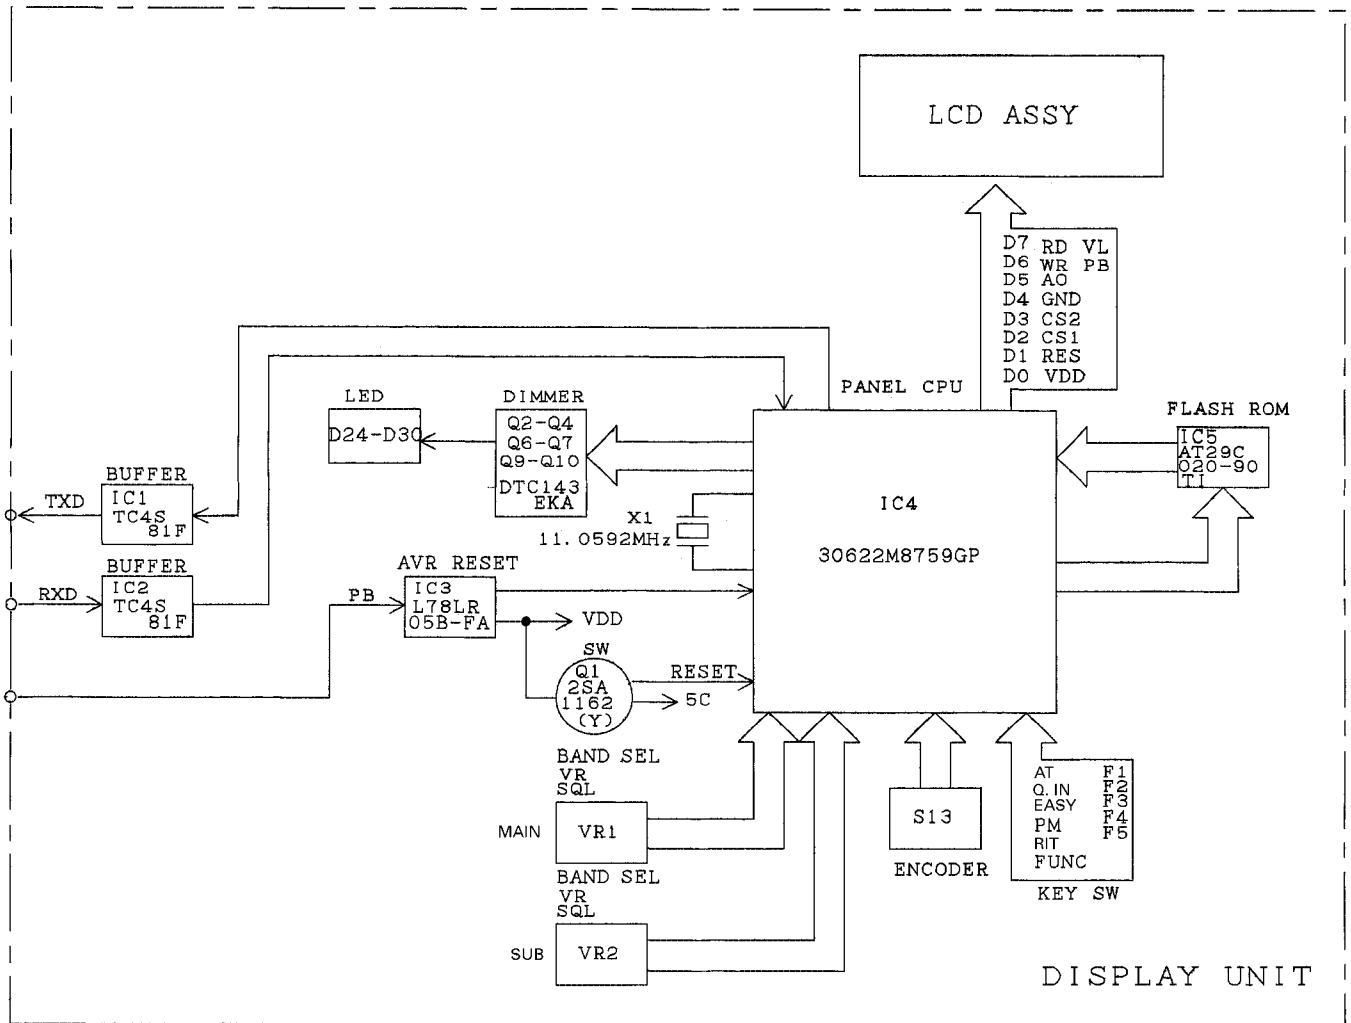 LCD ASSY
D7 RD VL
D6 WR PB
D5 AO
D4 GND
D3 CS2
D2 CS1
D1 RES
D0 VDD
PANEL CPU
IC4
30622M8759GP
FLASH ROM
IC5
AT29C
020-90
TI
LED
D24-D30
DIMMER
Q2-Q4
Q6-Q7
Q9-Q10
DTC143
EKA
X1
11.0592MHz
BUFFER
IC1
TC4S
81F
TXD
BUFFER
IC2
TC4S
81F
RXD
PB
AVR RESET
IC3
L78LR
05B-FA
VDD
SW
Q1
2SA
1162
(Y)
RESET
5C
BAND SEL
VR
SQL
MAIN
VR1
BAND SEL
VR
SQL
SUB
VR2
S13
ENCODER
AT F1
Q.IN F2
EASY F3
PM F4
RIT F5
FUNC
KEY SW
DISPLAY UNIT